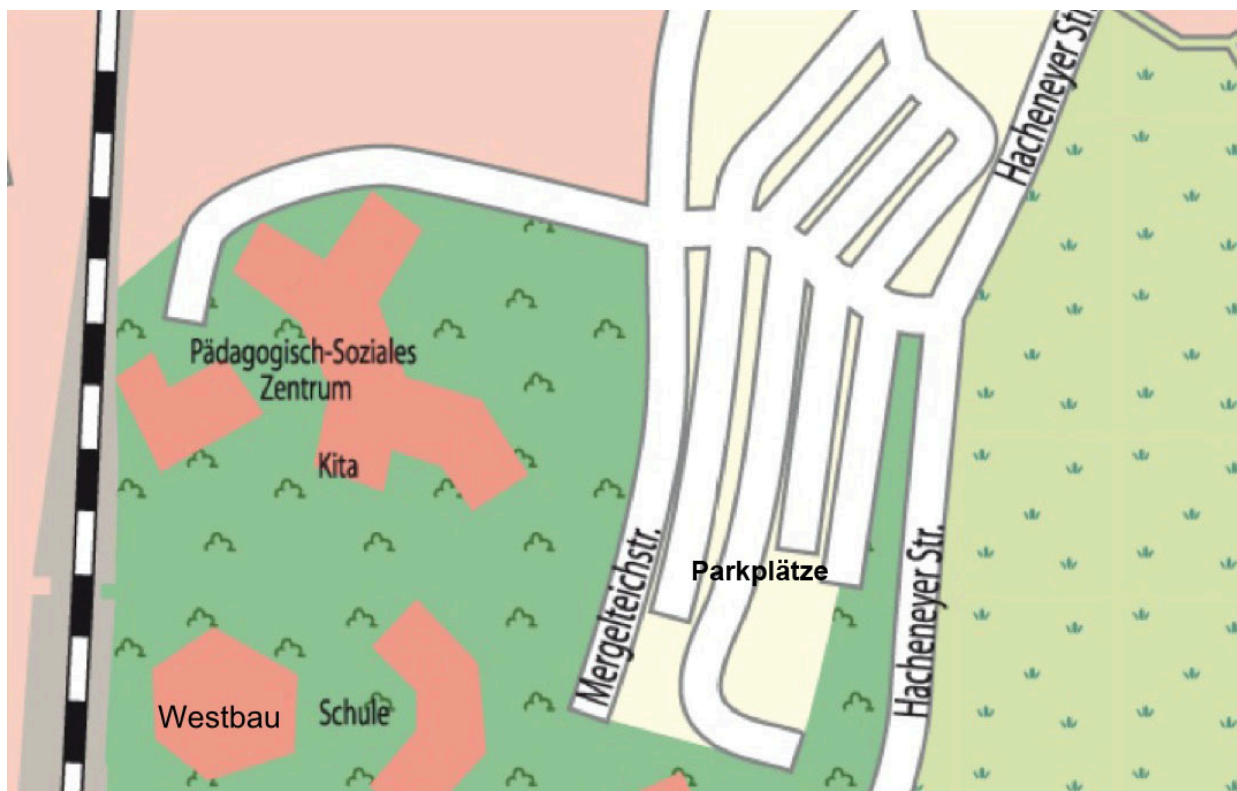 Hacheneyer Str.
Pädagogisch-Soziales
Zentrum
Kita
Mergelteichstr.
Parkplätze
Hacheneyer Str.
Westbau
Schule